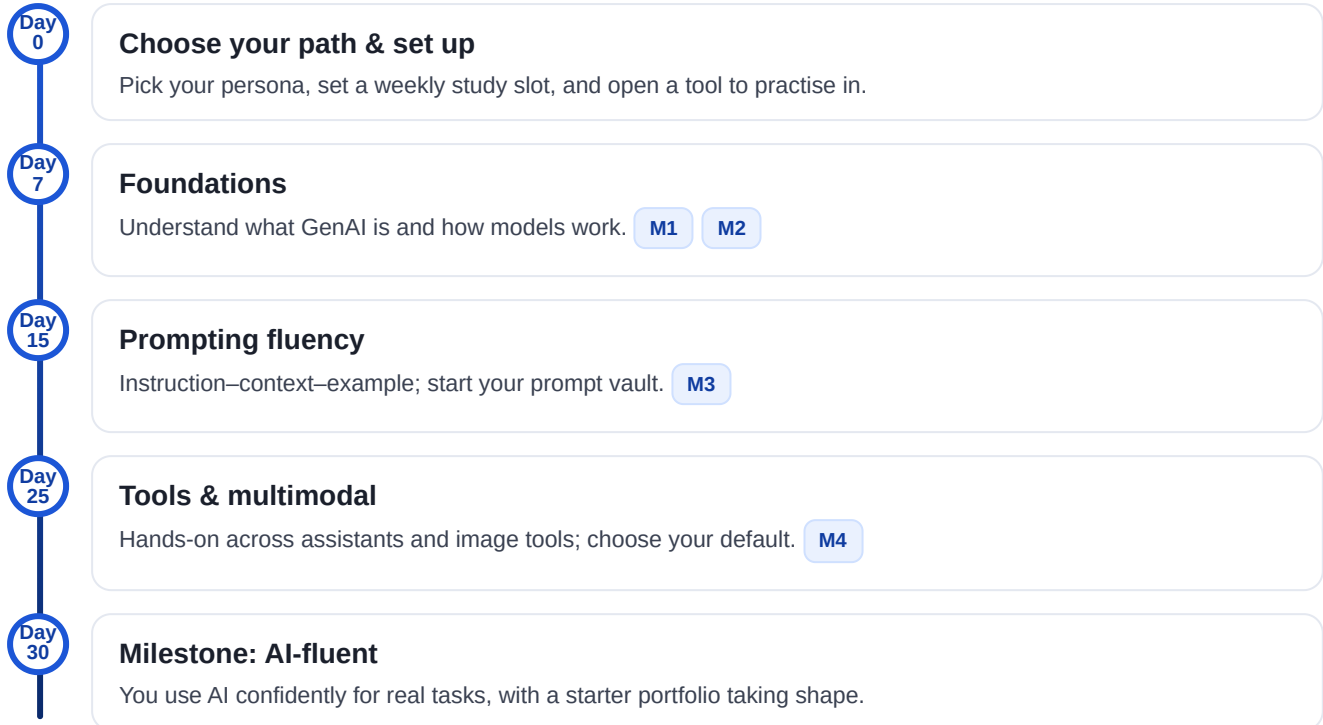 Day
0
Choose your path & set up
Pick your persona, set a weekly study slot, and open a tool to practise in.
Day
7
Foundations
Understand what GenAI is and how models work. M1 M2
Day
15
Prompting fluency
Instruction–context–example; start your prompt vault. M3
Day
25
Tools & multimodal
Hands-on across assistants and image tools; choose your default. M4
Day
30
Milestone: AI-fluent
You use AI confidently for real tasks, with a starter portfolio taking shape.